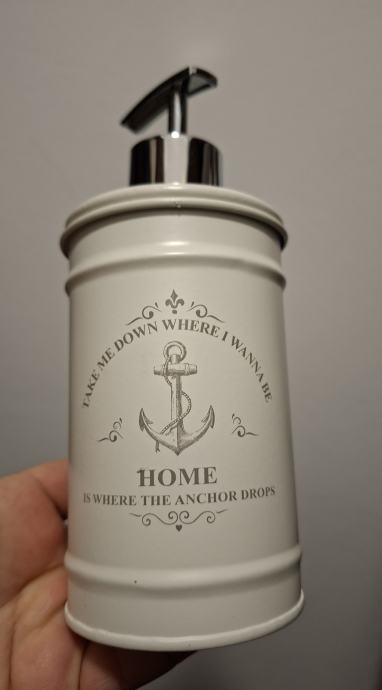 TAKE ME DOWN WHERE I WANNA BE
HOME
IS WHERE THE ANCHOR DROPS